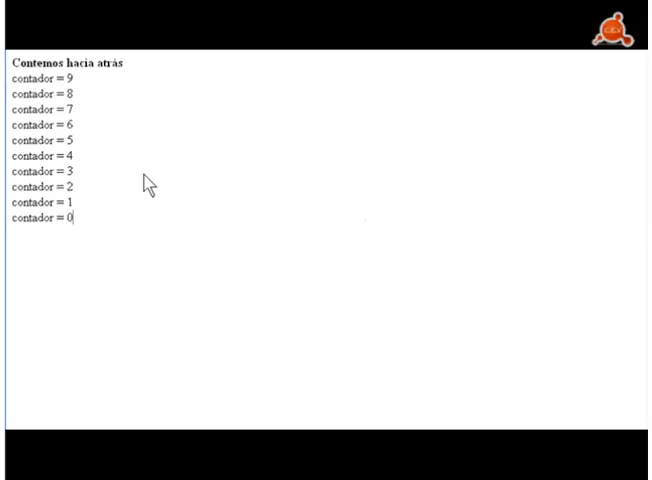 Contemos hacia atrás
contador = 9
contador = 8
contador = 7
contador = 6
contador = 5
contador = 4
contador = 3
contador = 2
contador = 1
contador = 0